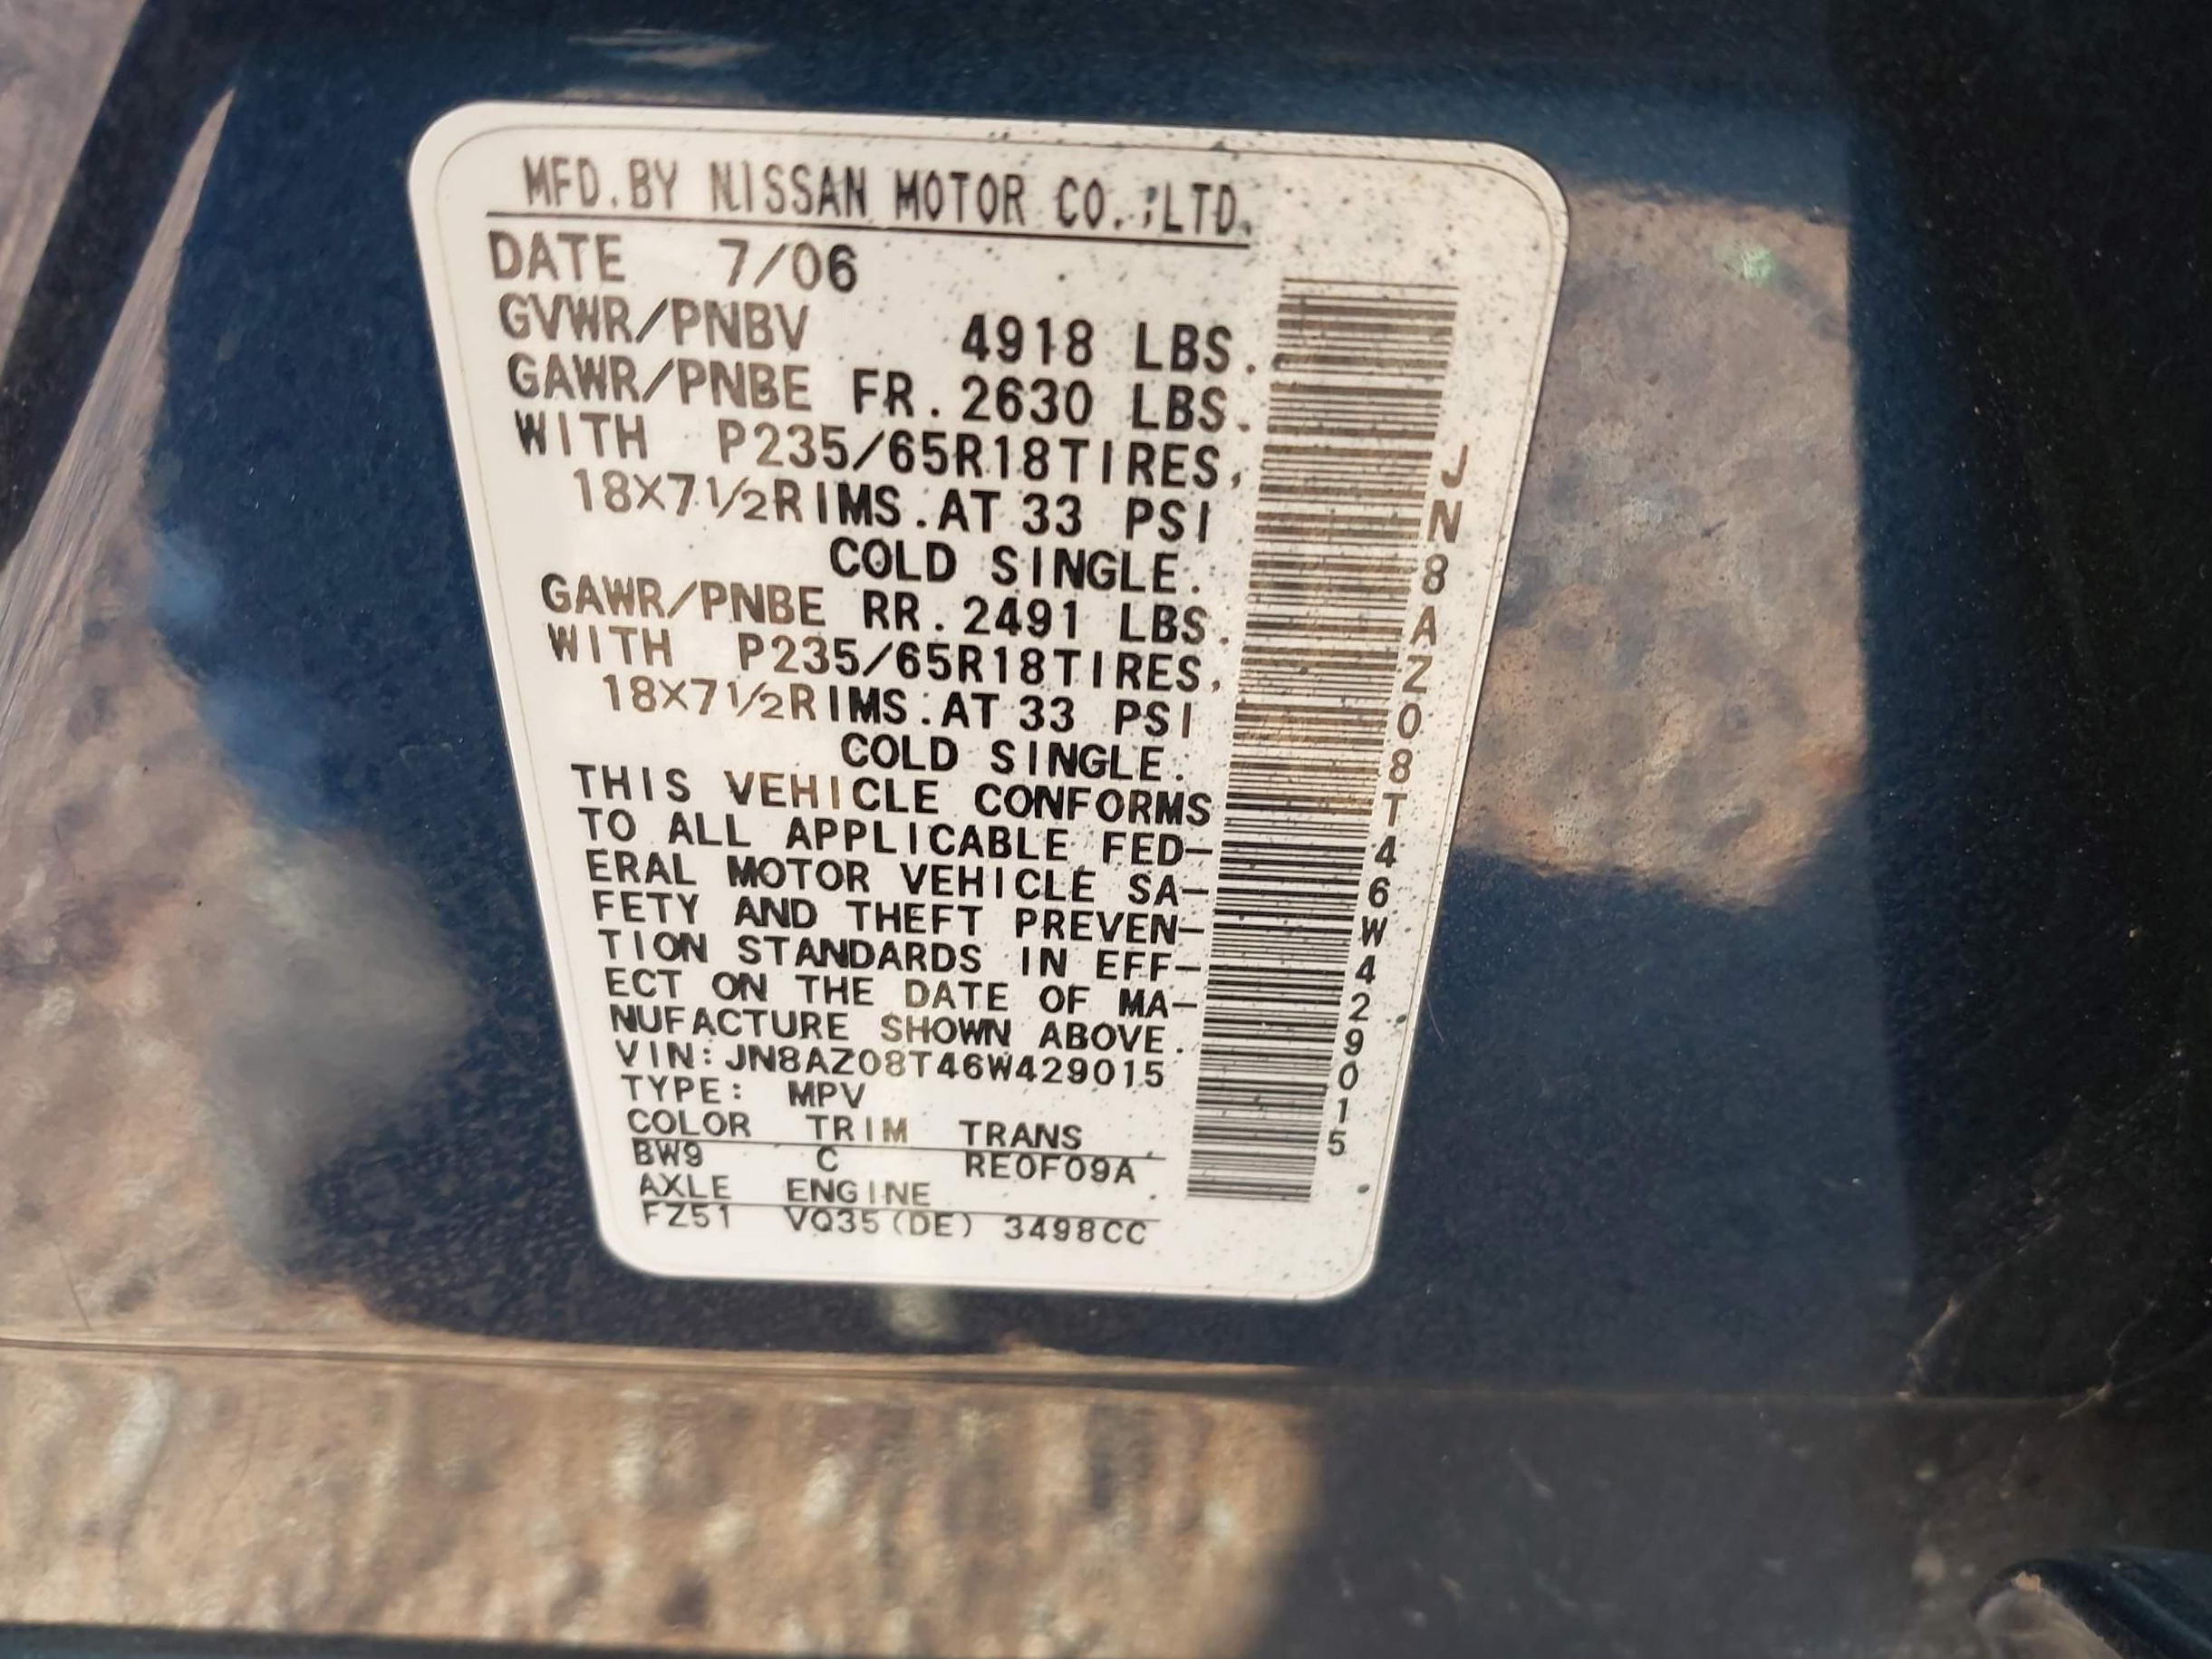 MFD.BY NISSAN MOTOR CO.,LTD.
DATE 7/06
GVWR/PNBV 4918 LBS.
GAWR/PNBE FR. 2630 LBS.
WITH P235/65R18TIRES,
18X7 1/2RIMS.AT 33 PSI
COLD SINGLE.
GAWR/PNBE RR. 2491 LBS.
WITH P235/65R18TIRES,
18X7 1/2RIMS.AT 33 PSI
COLD SINGLE.
THIS VEHICLE CONFORMS
TO ALL APPLICABLE FED-
ERAL MOTOR VEHICLE SA-
FETY AND THEFT PREVEN-
TION STANDARDS IN EFF-
ECT ON THE DATE OF MA-
NUFACTURE SHOWN ABOVE.
VIN:JN8AZ08T46W429015
TYPE: MPV
COLOR TRIM TRANS
BW9 C RE0F09A
AXLE ENGINE
FZ51 VQ35(DE) 3498CC
JN8AZ08T46W429015